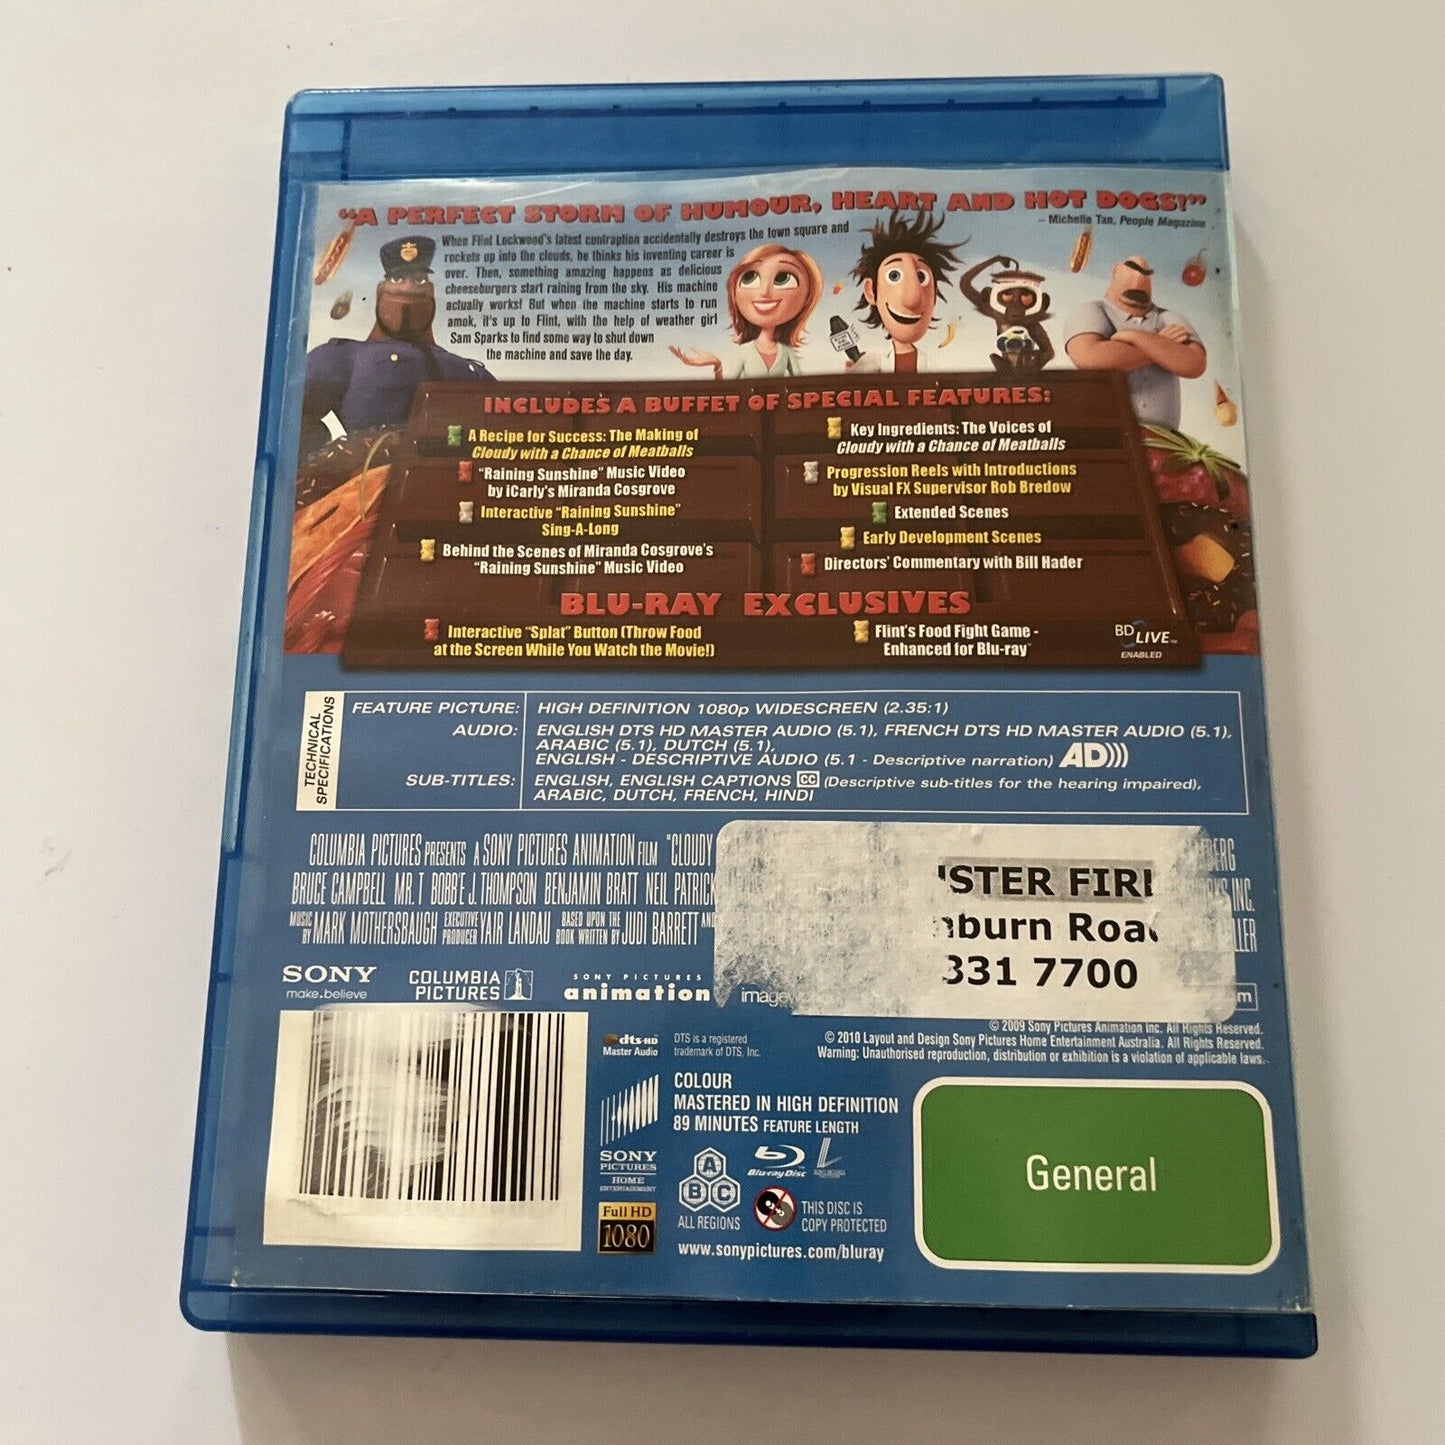 "A PERFECT STORM OF HUMOUR, HEART AND HOT DOGS!"
– Michelle Tan, People Magazine
When Flint Lockwood's latest contraption accidentally destroys the town square and
rockets up into the clouds, he thinks his inventing career is
over. Then, something amazing happens as delicious
cheeseburgers start raining from the sky. His machine
actually works! But when the machine starts to run
amok, it's up to Flint, with the help of weather girl
Sam Sparks to find some way to shut down
the machine and save the day.
INCLUDES A BUFFET OF SPECIAL FEATURES:
A Recipe for Success: The Making of
Cloudy with a Chance of Meatballs
"Raining Sunshine" Music Video
by iCarly's Miranda Cosgrove
Interactive "Raining Sunshine"
Sing-A-Long
Behind the Scenes of Miranda Cosgrove's
"Raining Sunshine" Music Video
Key Ingredients: The Voices of
Cloudy with a Chance of Meatballs
Progression Reels with Introductions
by Visual FX Supervisor Rob Bredow
Extended Scenes
Early Development Scenes
Directors' Commentary with Bill Hader
BLU-RAY EXCLUSIVES
Interactive "Splat" Button (Throw Food
at the Screen While You Watch the Movie!)
Flint's Food Fight Game -
Enhanced for Blu-ray™
BD LIVE™
ENABLED
TECHNICAL
SPECIFICATIONS
FEATURE PICTURE: HIGH DEFINITION 1080p WIDESCREEN (2.35:1)
AUDIO: ENGLISH DTS HD MASTER AUDIO (5.1), FRENCH DTS HD MASTER AUDIO (5.1),
ARABIC (5.1), DUTCH (5.1),
ENGLISH - DESCRIPTIVE AUDIO (5.1 - Descriptive narration) AD)))
SUB-TITLES: ENGLISH, ENGLISH CAPTIONS CC (Descriptive sub-titles for the hearing impaired),
ARABIC, DUTCH, FRENCH, HINDI
COLUMBIA PICTURES PRESENTS A SONY PICTURES ANIMATION FILM "CLOUDY
BRUCE CAMPBELL MR. T BOBB'E J. THOMPSON BENJAMIN BRATT NEIL PATRICK
MUSIC BY MARK MOTHERSBAUGH EXECUTIVE PRODUCER YAIR LANDAU BASED UPON THE BOOK WRITTEN BY JUDI BARRETT AND
BERG
INC.
LLER
STER FIR
burn Roa
331 7700
SONY
make.believe
COLUMBIA
PICTURES
SONY PICTURES
animation
imagew
m
© 2009 Sony Pictures Animation Inc. All Rights Reserved.
© 2010 Layout and Design Sony Pictures Home Entertainment Australia. All Rights Reserved.
Warning: Unauthorised reproduction, distribution or exhibition is a violation of applicable laws.
dts-HD
Master Audio
DTS is a registered
trademark of DTS, Inc.
COLOUR
MASTERED IN HIGH DEFINITION
89 MINUTES FEATURE LENGTH
SONY
PICTURES
HOME
ENTERTAINMENT
Full HD
1080
A
B C
ALL REGIONS
Blu-ray Disc
THIS DISC IS
COPY PROTECTED
www.sonypictures.com/bluray
General